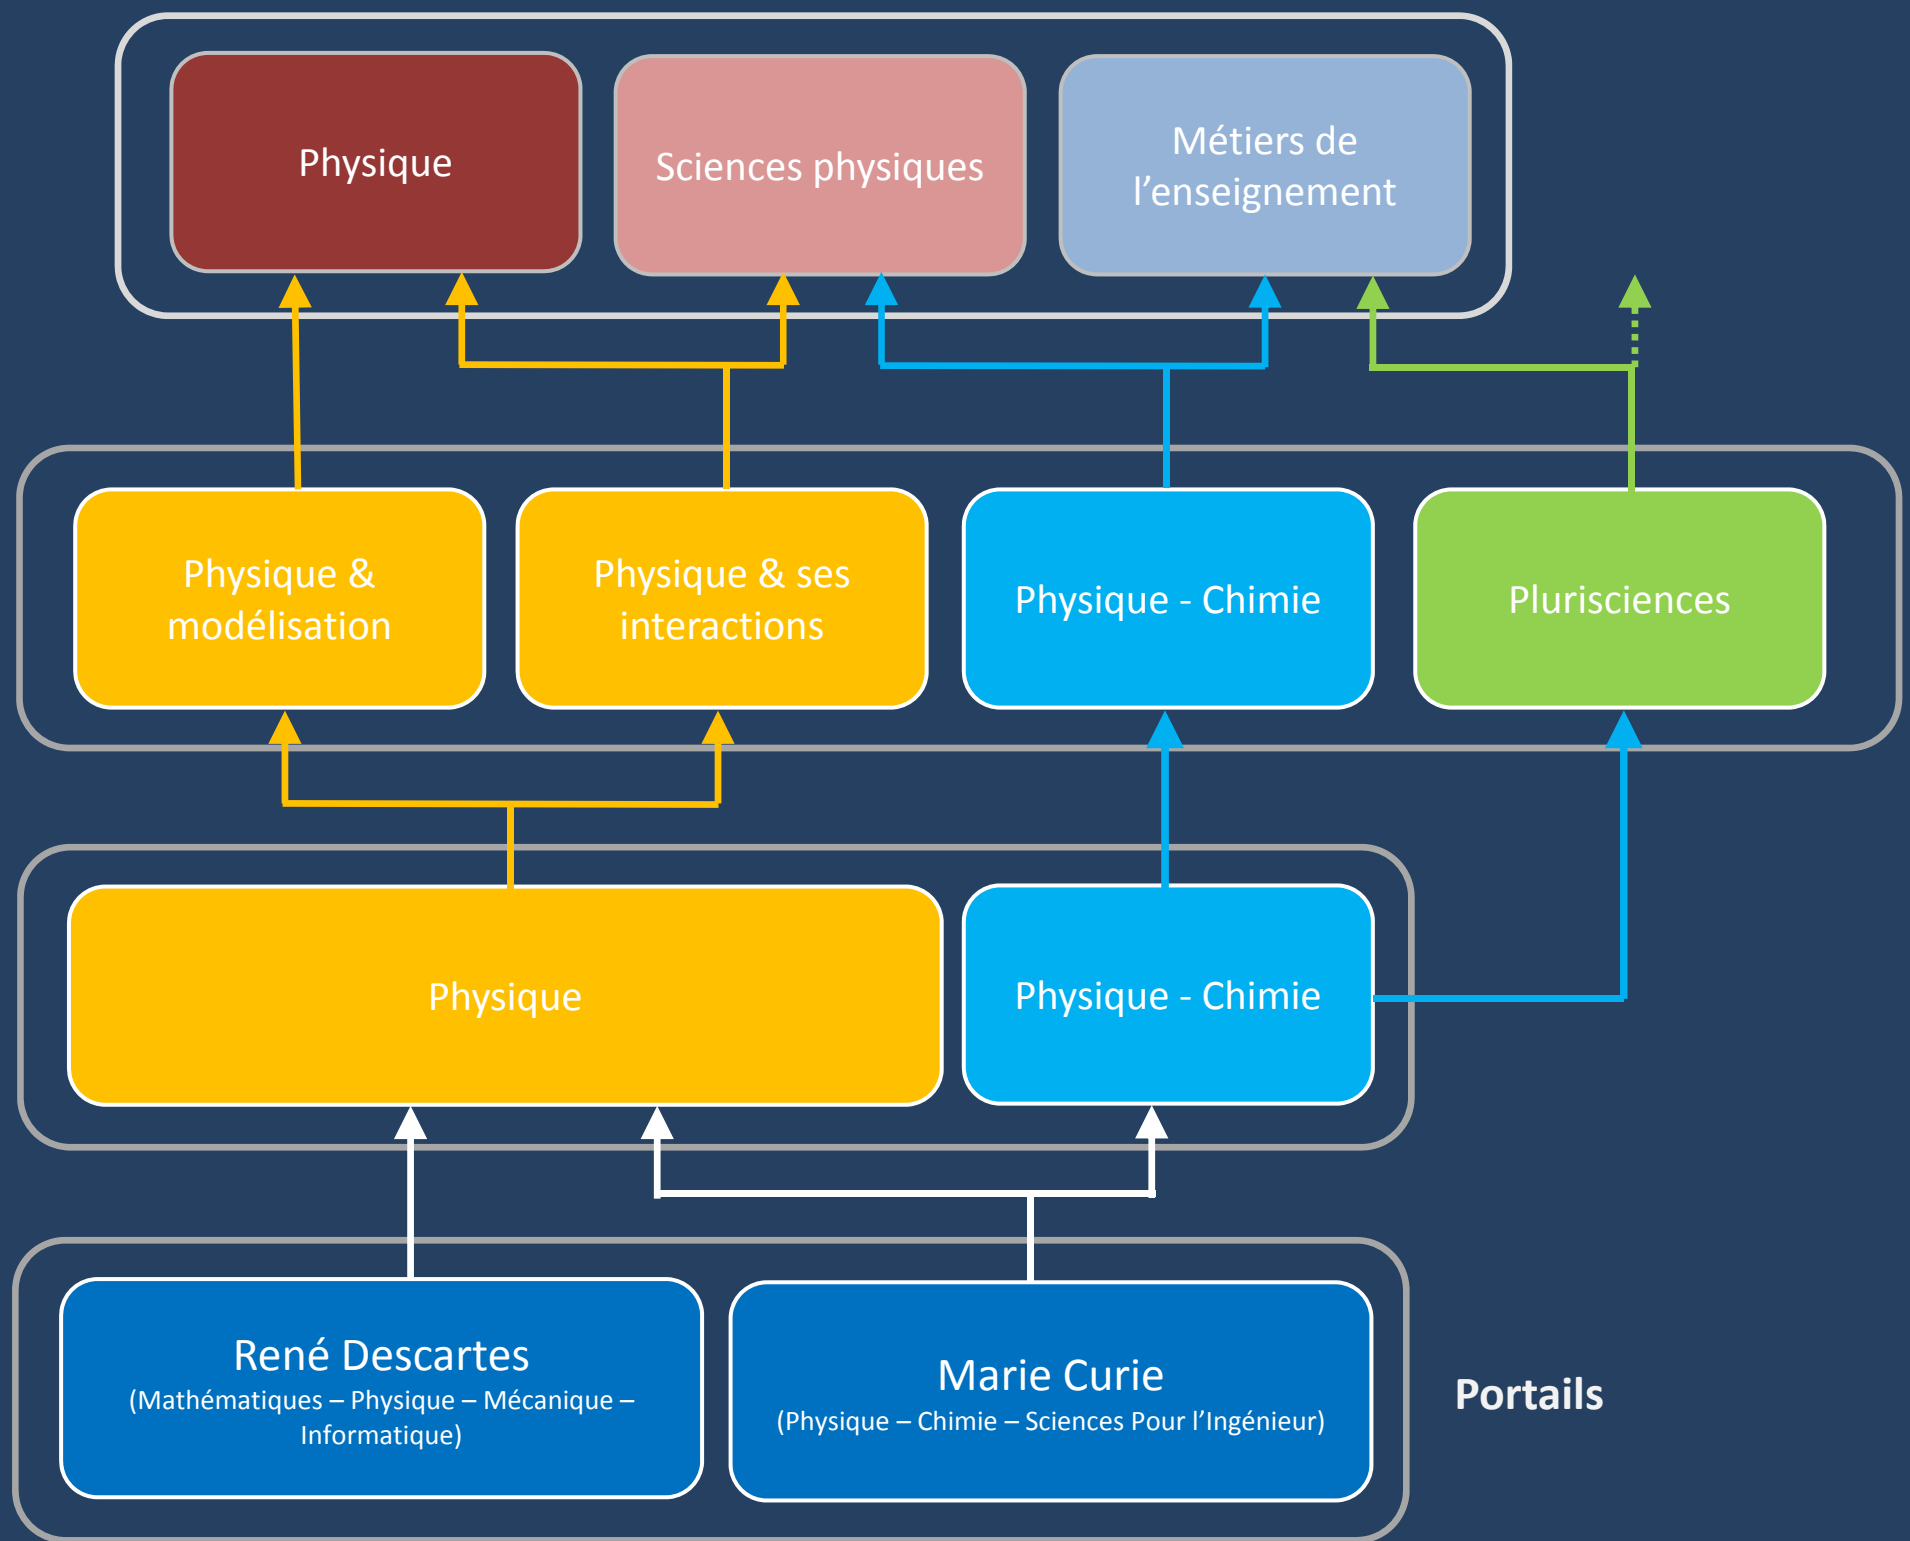 Physique
Sciences physiques
Métiers de
l’enseignement
Physique &
modélisation
Physique & ses
interactions
Physique - Chimie
Plurisciences
Physique
Physique - Chimie
René Descartes
(Mathématiques – Physique – Mécanique –
Informatique)
Marie Curie
(Physique – Chimie – Sciences Pour l’Ingénieur)
Portails